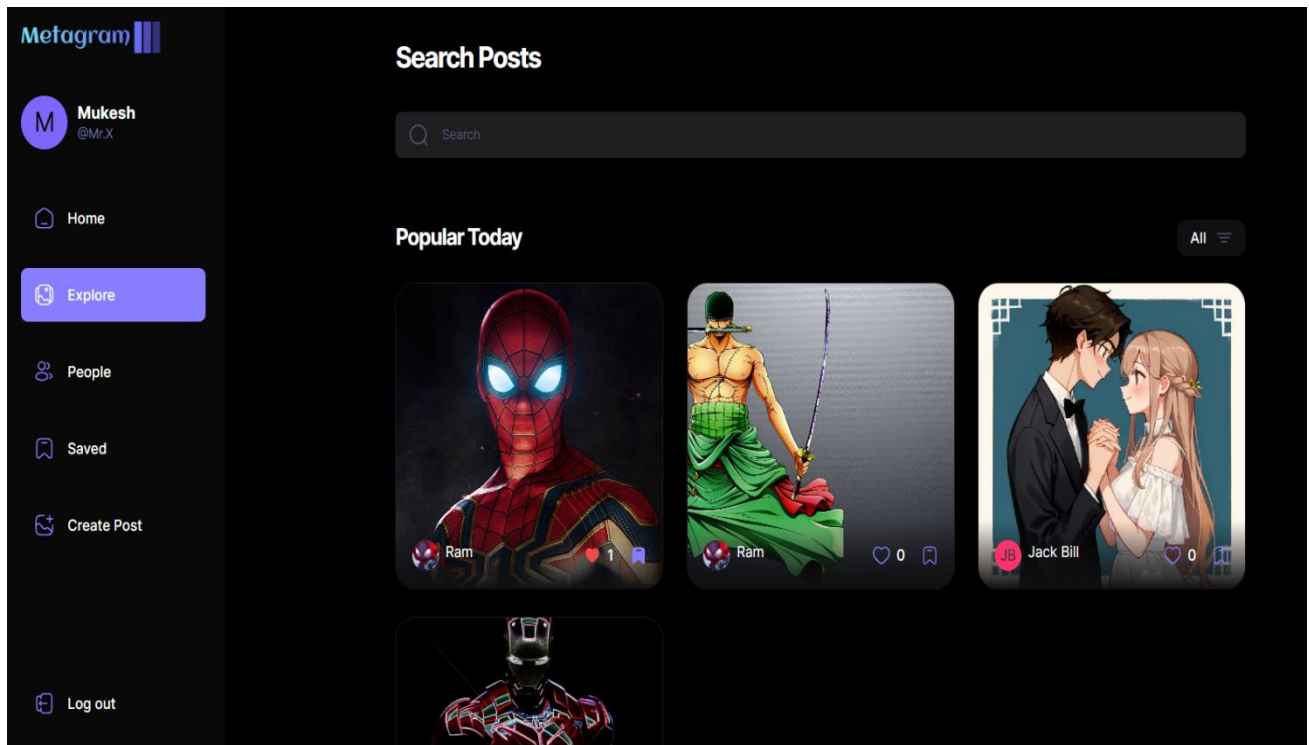 Metagram
M
Mukesh
@Mr.X
Home
Explore
People
Saved
Create Post
Log out
Search Posts
Search
Popular Today
All
Ram
1
Ram
0
JB
Jack Bill
0